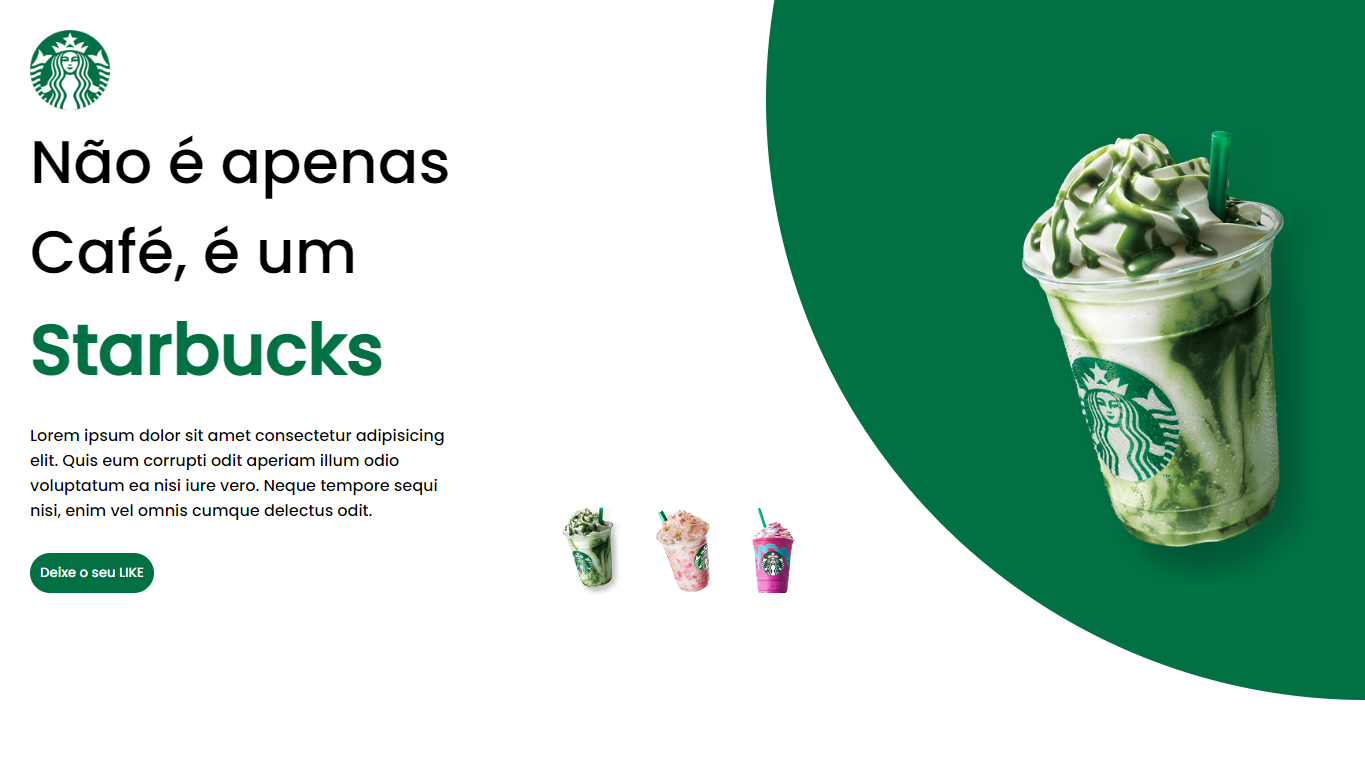 Não é apenas
Café, é um
Starbucks
Lorem ipsum dolor sit amet consectetur adipisicing
elit. Quis eum corrupti odit aperiam illum odio
voluptatum ea nisi iure vero. Neque tempore sequi
nisi, enim vel omnis cumque delectus odit.
Deixe o seu LIKE